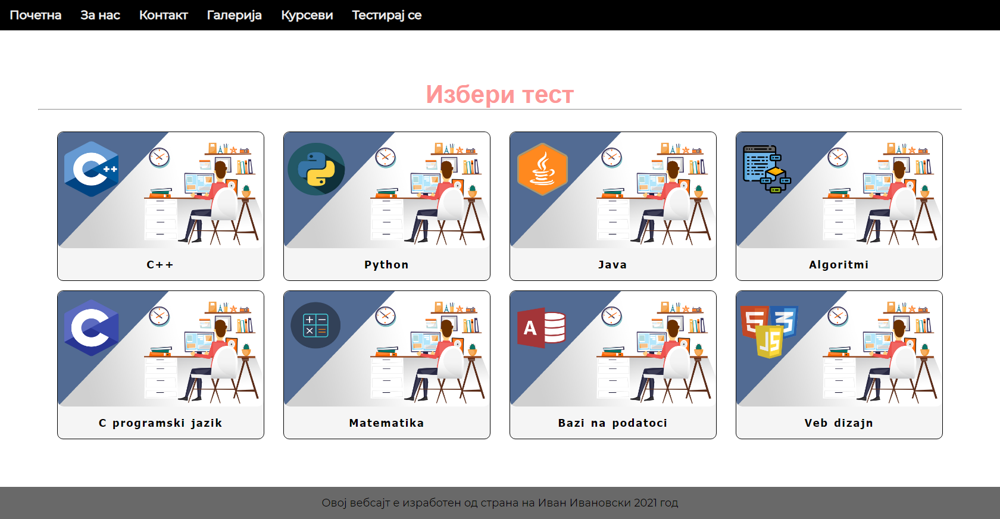 Почетна За нас Контакт Галерија Курсеви Тестирај се
Избери тест
C++ Python Java Algoritmi
C programski jazik Matematika Bazi na podatoci Veb dizajn
Овој вебсајт е изработен од страна на Иван Ивановски 2021 год